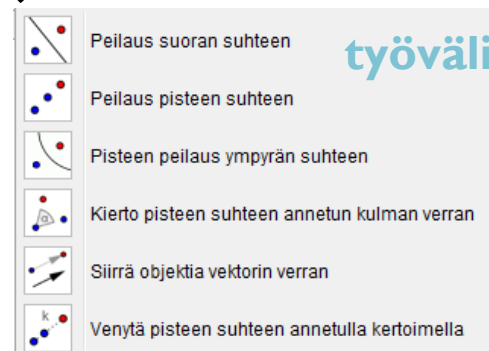 Peilaus suoran suhteen
työväli
Peilaus pisteen suhteen
Pisteen peilaus ympyrän suhteen
α
Kierto pisteen suhteen annetun kulman verran
Siirrä objektia vektorin verran
k
Venytä pisteen suhteen annetulla kertoimella